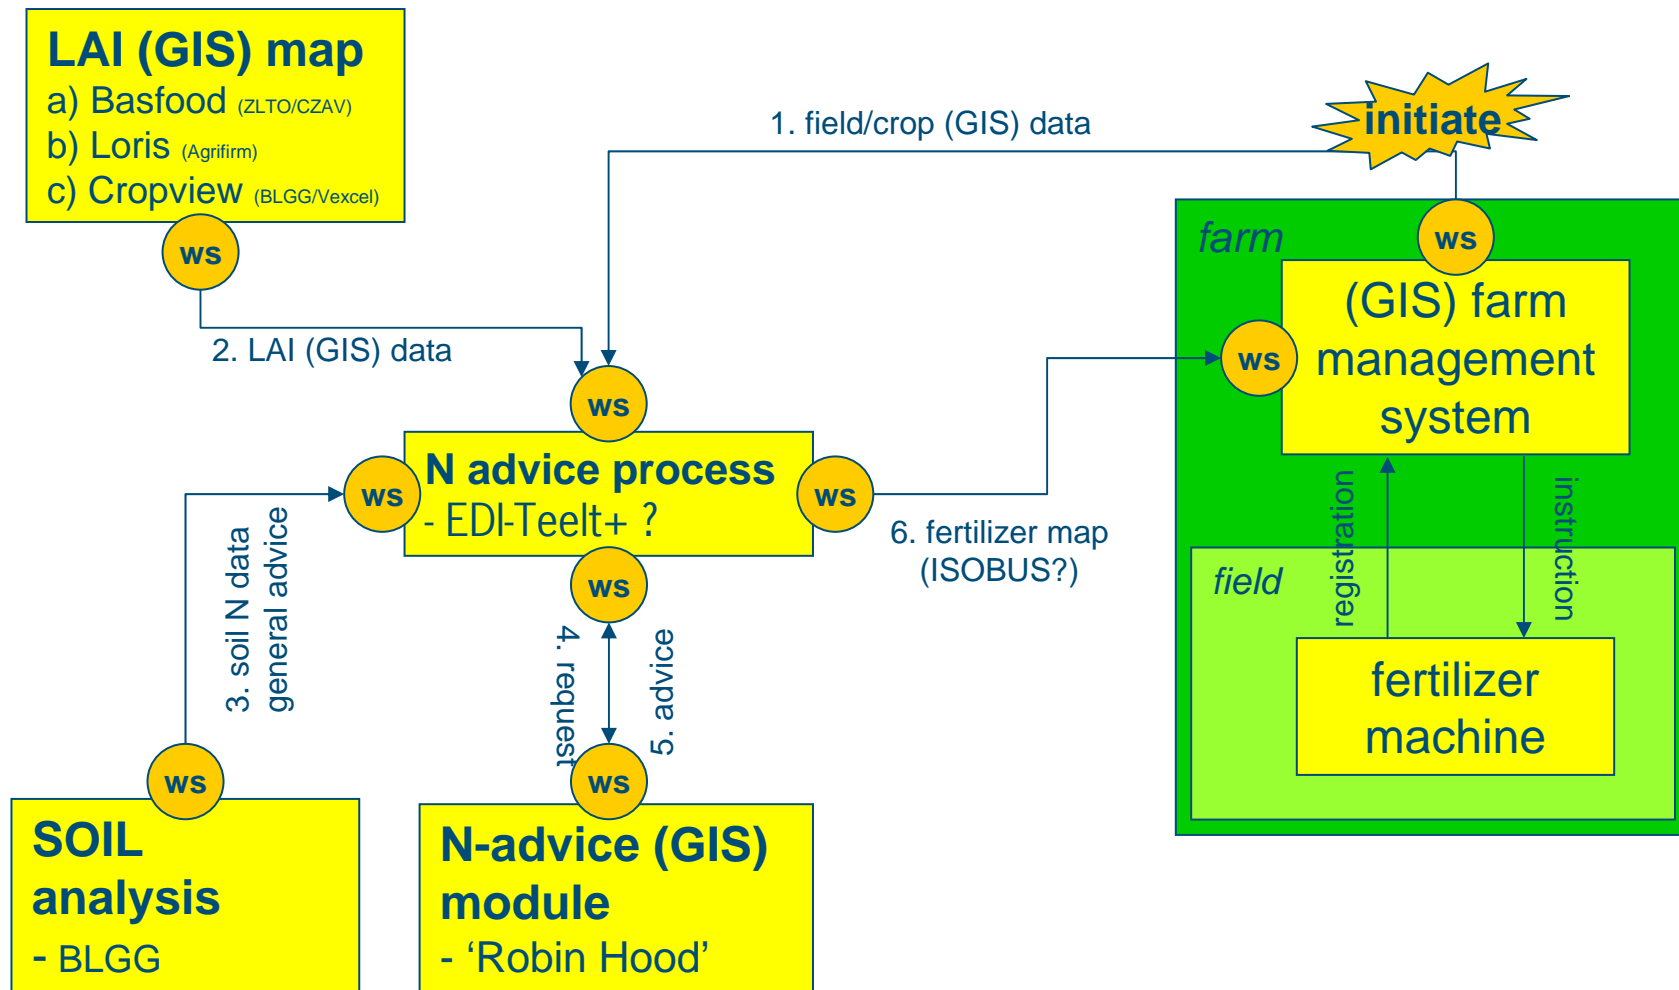 LAI (GIS) map
a) Basfood (ZLTO/CZAV)
b) Loris (Agrifirm)
c) Cropview (BLGG/Vexcel)
ws
1. field/crop (GIS) data
initiate
farm
ws
(GIS) farm
management
system
ws
2. LAI (GIS) data
ws
N advice process
- EDI-Teelt+ ?
ws
ws
ws
6. fertilizer map
(ISOBUS?)
registration
instruction
field
fertilizer
machine
3. soil N data
general advice
4. request
5. advice
ws
ws
SOIL
analysis
- BLGG
N-advice (GIS)
module
- ‘Robin Hood’